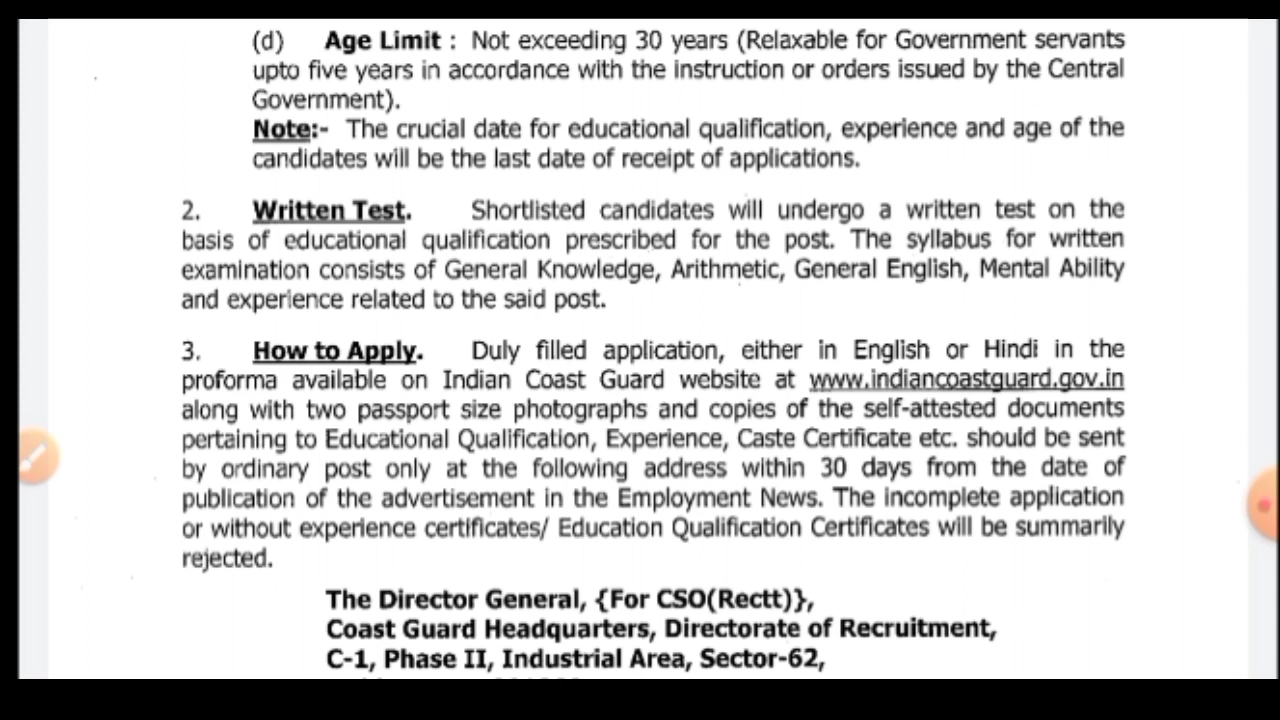 (d) Age Limit : Not exceeding 30 years (Relaxable for Government servants
upto five years in accordance with the instruction or orders issued by the Central
Government).
Note:- The crucial date for educational qualification, experience and age of the
candidates will be the last date of receipt of applications.
2. Written Test. Shortlisted candidates will undergo a written test on the
basis of educational qualification prescribed for the post. The syllabus for written
examination consists of General Knowledge, Arithmetic, General English, Mental Ability
and experience related to the said post.
3. How to Apply. Duly filled application, either in English or Hindi in the
proforma available on Indian Coast Guard website at www.indiancoastguard.gov.in
along with two passport size photographs and copies of the self-attested documents
pertaining to Educational Qualification, Experience, Caste Certificate etc. should be sent
by ordinary post only at the following address within 30 days from the date of
publication of the advertisement in the Employment News. The incomplete application
or without experience certificates/ Education Qualification Certificates will be summarily
rejected.
The Director General, {For CSO(Rectt)},
Coast Guard Headquarters, Directorate of Recruitment,
C-1, Phase II, Industrial Area, Sector-62,